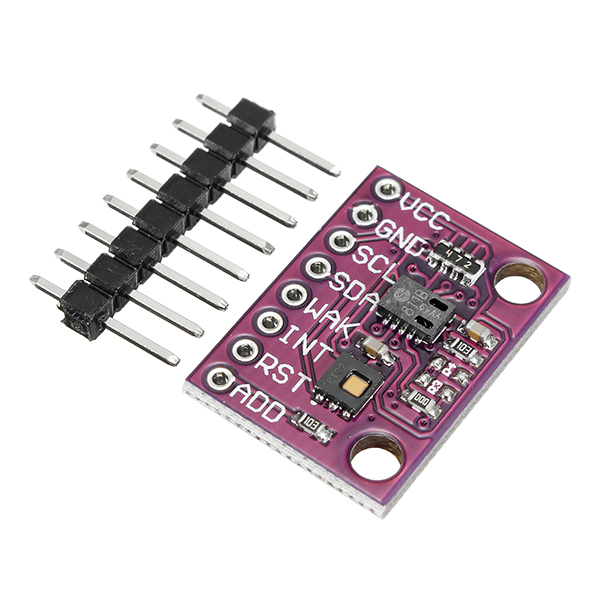 VCC
GND
SCL
SDA
WAK
INT
RST
ADD
472
103
000
103